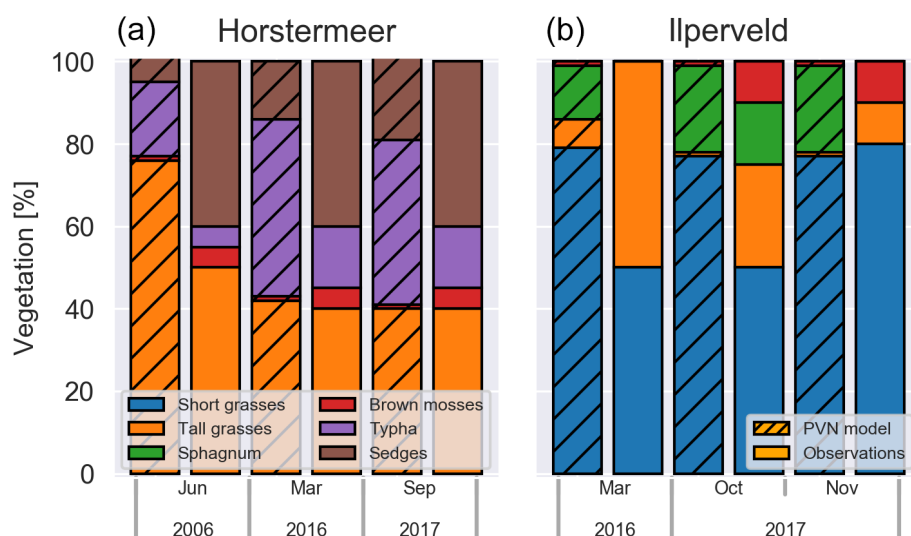 (a) Horstermeer
(b) Ilperveld
Vegetation [%]
100
80
60
40
20
0
Short grasses
Tall grasses
Sphagnum
Brown mosses
Typha
Sedges
PVN model
Observations
Jun Mar Sep
2006 2016 2017
Mar Oct Nov
2016 2017